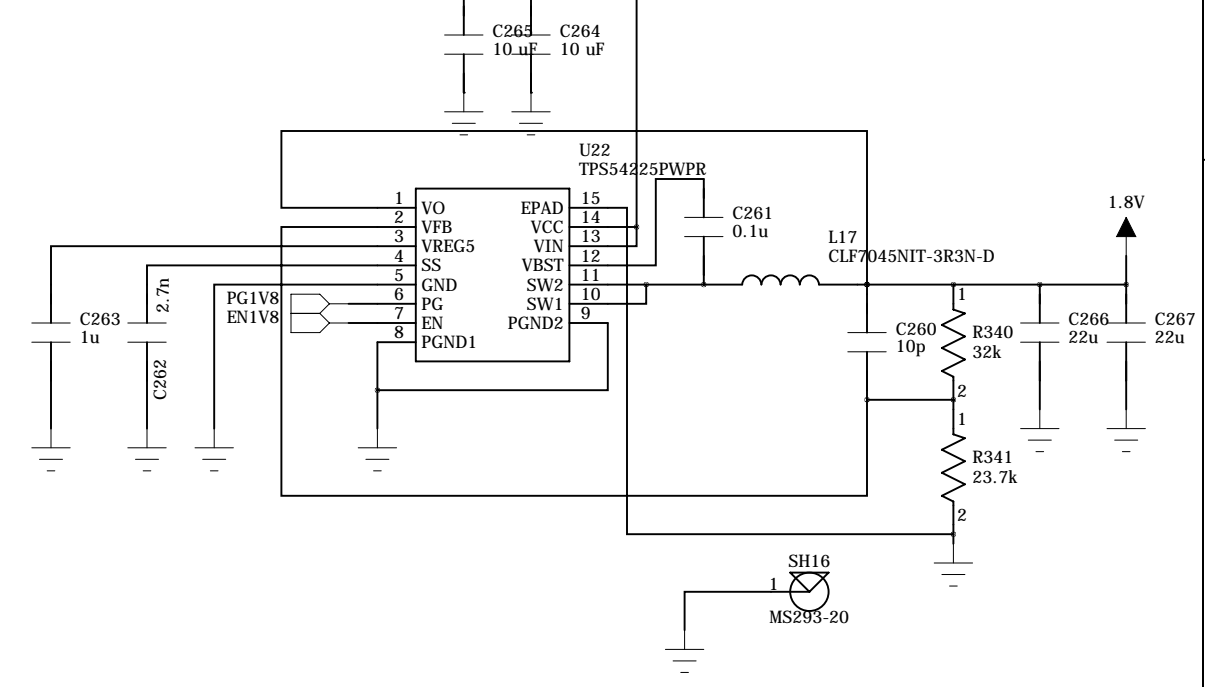 C265
10 uF
C264
10 uF
U22
TPS54225PWPR
1
VO
2
VFB
3
VREG5
4
SS
5
GND
6
PG
7
EN
8
PGND1
EPAD
15
VCC
14
VIN
13
VBST
12
SW2
11
SW1
10
PGND2
9
C261
0.1u
L17
CLF7045NIT-3R3N-D
1.8V
PG1V8
EN1V8
C263
1u
2.7n
C262
C260
10p
1
R340
32k
2
C266
22u
C267
22u
1
R341
23.7k
2
SH16
1
MS293-20